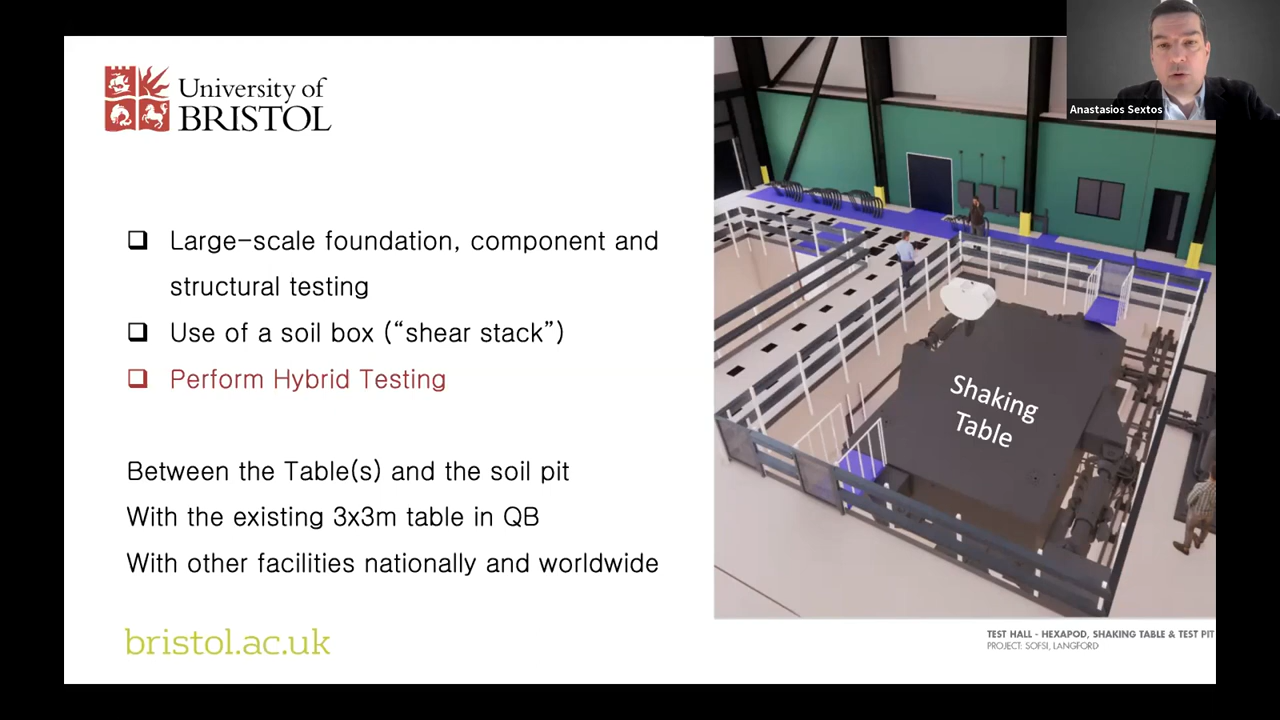 Anastasios Sextos
University of
BRISTOL
❑ Large-scale foundation, component and
structural testing
❑ Use of a soil box (“shear stack”)
❑ Perform Hybrid Testing
Between the Table(s) and the soil pit
With the existing 3x3m table in QB
With other facilities nationally and worldwide
bristol.ac.uk
Shaking
Table
TEST HALL - HEXAPOD, SHAKING TABLE & TEST PIT
PROJECT: SOFSI, LANGFORD